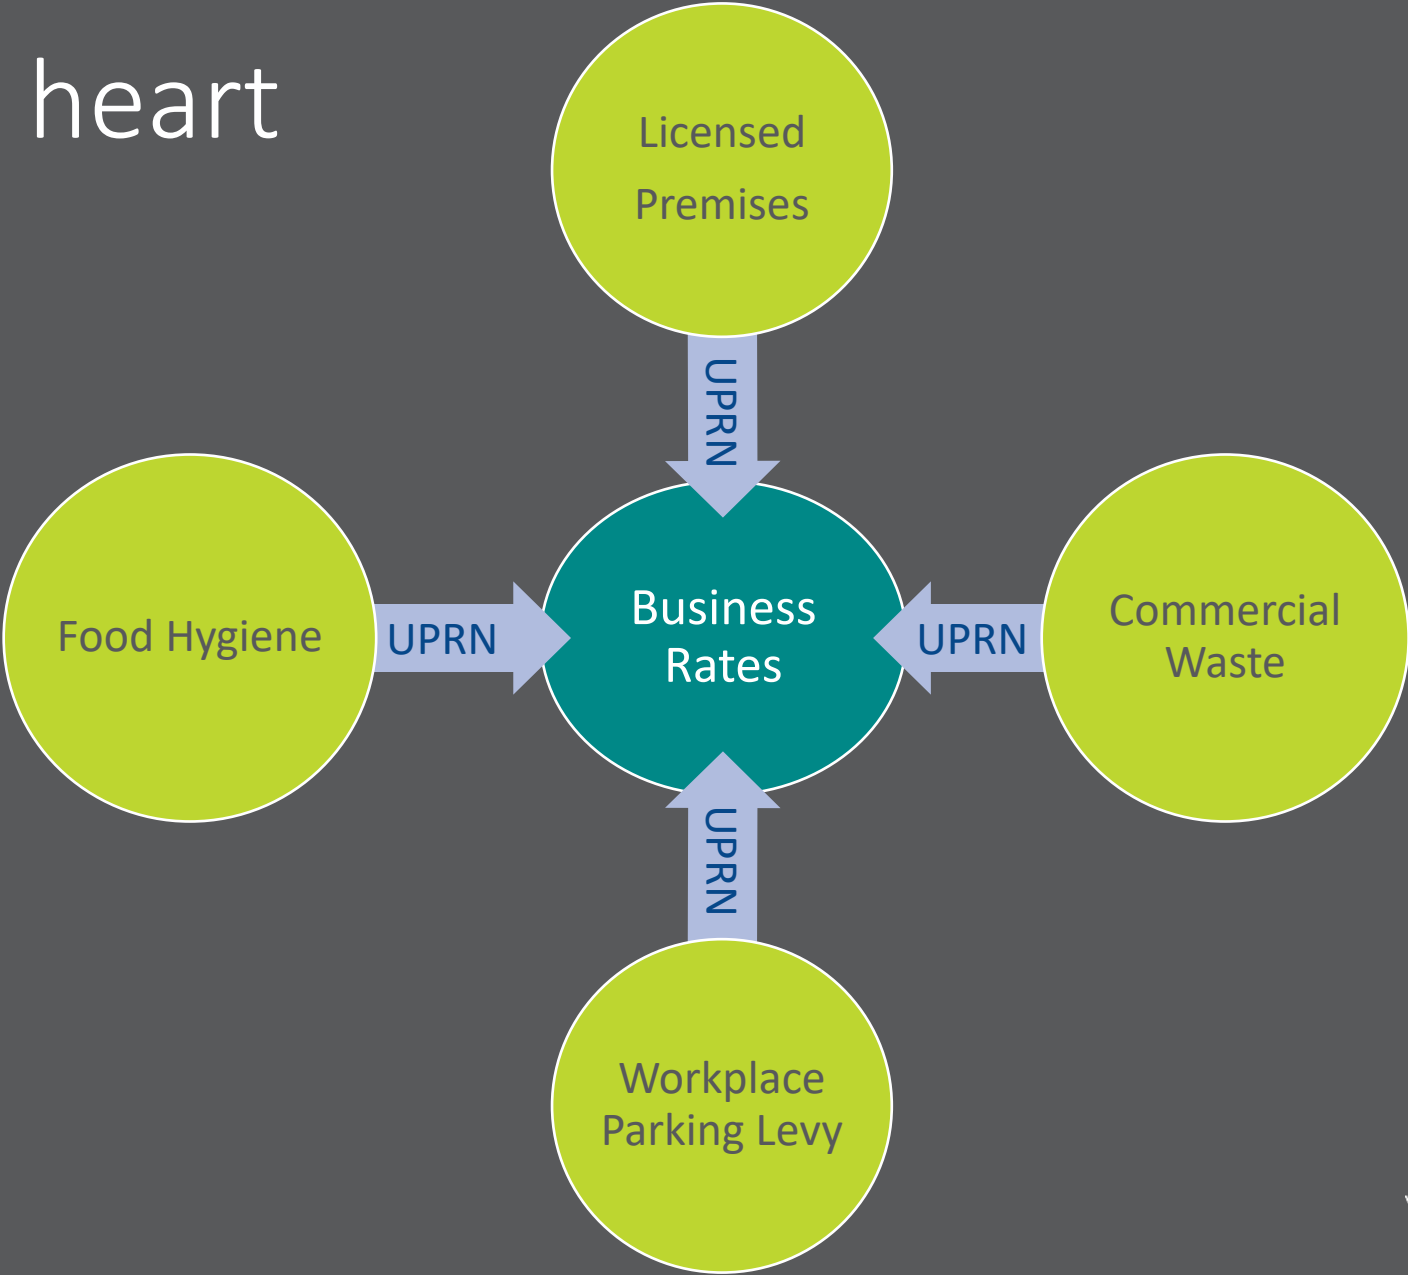 heart
Licensed
Premises
UPRN
Food Hygiene
UPRN
Business
Rates
UPRN
Commercial
Waste
UPRN
Workplace
Parking Levy